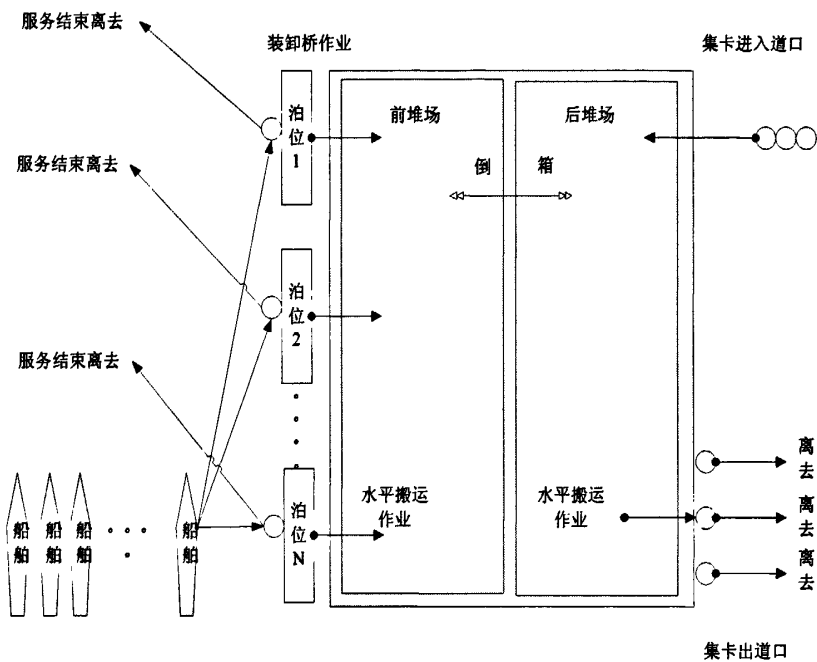 服务结束离去
装卸桥作业
集卡进入道口
泊
位
1
前堆场
后堆场
服务结束离去
倒
箱
泊
位
2
服务结束离去
离
去
水平搬运
作业
水平搬运
作业
离
去
船
舶
船
舶
船
舶
船
舶
泊
位
N
离
去
集卡出道口